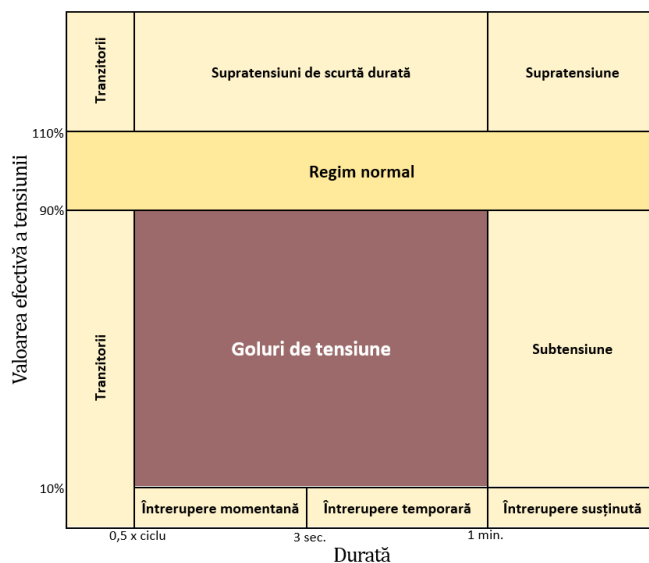 Tranzitorii
Supratensiuni de scurtă durată
Supratensiune
110%
Regim normal
90%
Valoarea efectivă a tensiunii
Tranzitorii
Goluri de tensiune
Subtensiune
10%
Întrerupere momentană
Întrerupere temporară
Întrerupere susținută
0,5 x ciclu
3 sec.
1 min.
Durată